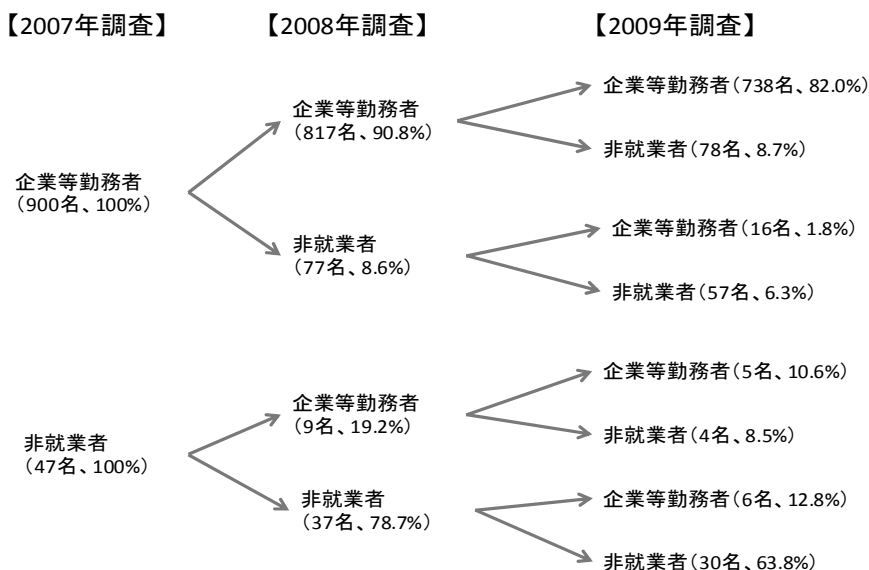 【2007年調査】 【2008年調査】 【2009年調査】
企業等勤務者
(900名、100%)
企業等勤務者
(817名、90.8%)
企業等勤務者(738名、82.0%)
非就業者(78名、8.7%)
非就業者
(77名、8.6%)
企業等勤務者(16名、1.8%)
非就業者(57名、6.3%)
非就業者
(47名、100%)
企業等勤務者
(9名、19.2%)
企業等勤務者(5名、10.6%)
非就業者(4名、8.5%)
非就業者
(37名、78.7%)
企業等勤務者(6名、12.8%)
非就業者(30名、63.8%)